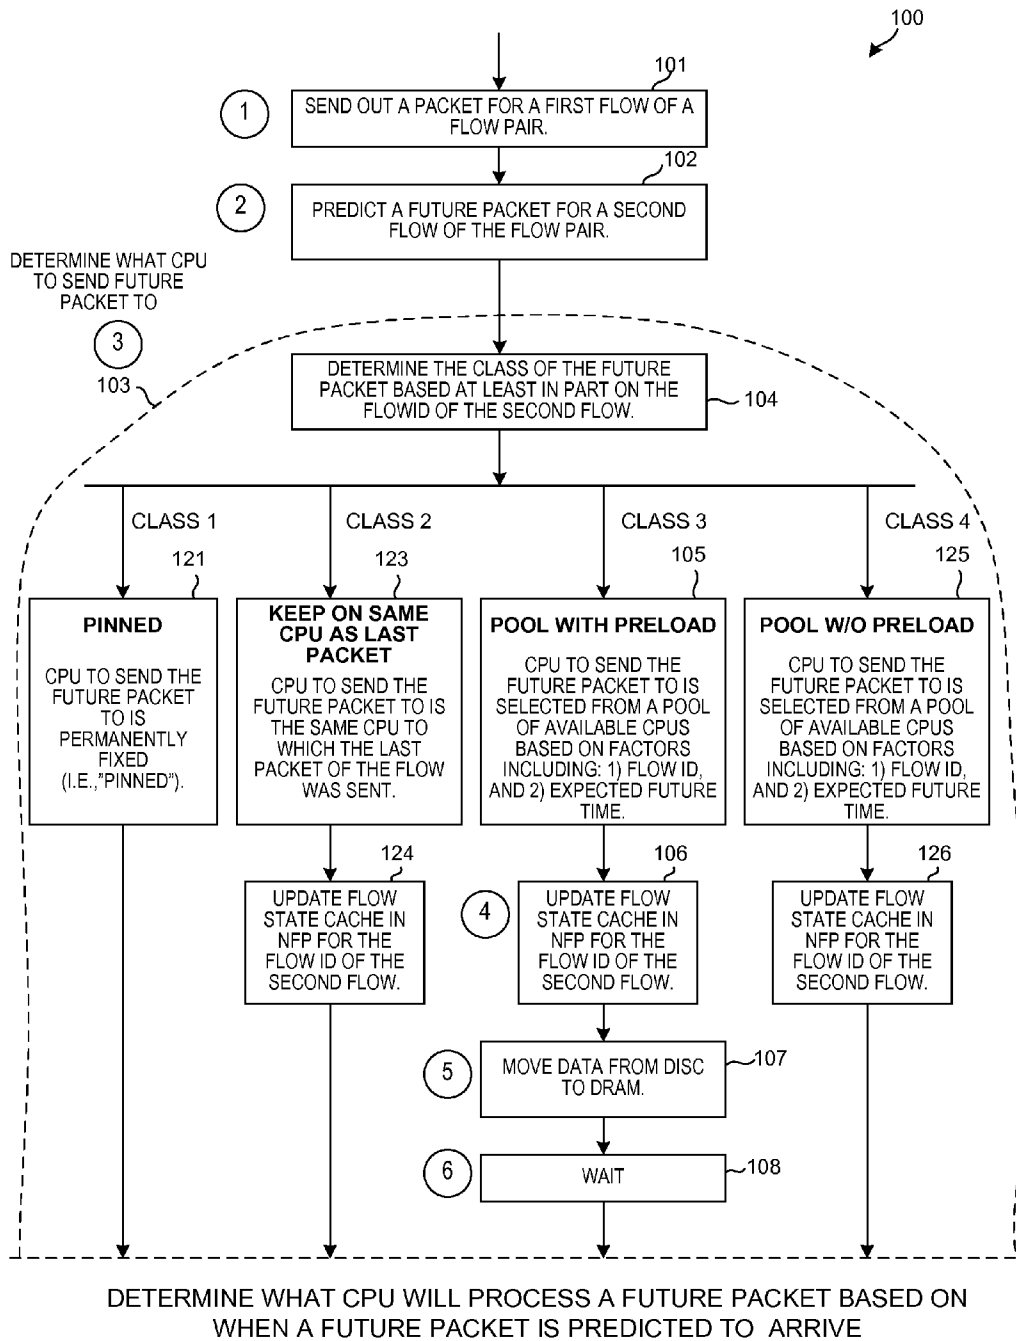 100
101
1
SEND OUT A PACKET FOR A FIRST FLOW OF A
FLOW PAIR.
102
2
PREDICT A FUTURE PACKET FOR A SECOND
FLOW OF THE FLOW PAIR.
DETERMINE WHAT CPU
TO SEND FUTURE
PACKET TO
3
103
DETERMINE THE CLASS OF THE FUTURE
PACKET BASED AT LEAST IN PART ON THE
FLOWID OF THE SECOND FLOW.
104
CLASS 1
CLASS 2
CLASS 3
CLASS 4
121
123
105
125
PINNED
CPU TO SEND THE
FUTURE PACKET
TO IS
PERMANENTLY
FIXED
(I.E.,"PINNED").
KEEP ON SAME
CPU AS LAST
PACKET
CPU TO SEND THE
FUTURE PACKET TO IS
THE SAME CPU TO
WHICH THE LAST
PACKET OF THE FLOW
WAS SENT.
POOL WITH PRELOAD
CPU TO SEND THE
FUTURE PACKET TO IS
SELECTED FROM A POOL
OF AVAILABLE CPUS
BASED ON FACTORS
INCLUDING: 1) FLOW ID,
AND 2) EXPECTED FUTURE
TIME.
POOL W/O PRELOAD
CPU TO SEND THE
FUTURE PACKET TO IS
SELECTED FROM A POOL
OF AVAILABLE CPUS
BASED ON FACTORS
INCLUDING: 1) FLOW ID,
AND 2) EXPECTED FUTURE
TIME.
124
UPDATE FLOW
STATE CACHE IN
NFP FOR THE
FLOW ID OF THE
SECOND FLOW.
106
4
UPDATE FLOW
STATE CACHE IN
NFP FOR THE
FLOW ID OF THE
SECOND FLOW.
126
UPDATE FLOW
STATE CACHE IN
NFP FOR THE
FLOW ID OF THE
SECOND FLOW.
5
MOVE DATA FROM DISC
TO DRAM.
107
6
WAIT
108
DETERMINE WHAT CPU WILL PROCESS A FUTURE PACKET BASED ON
WHEN A FUTURE PACKET IS PREDICTED TO ARRIVE